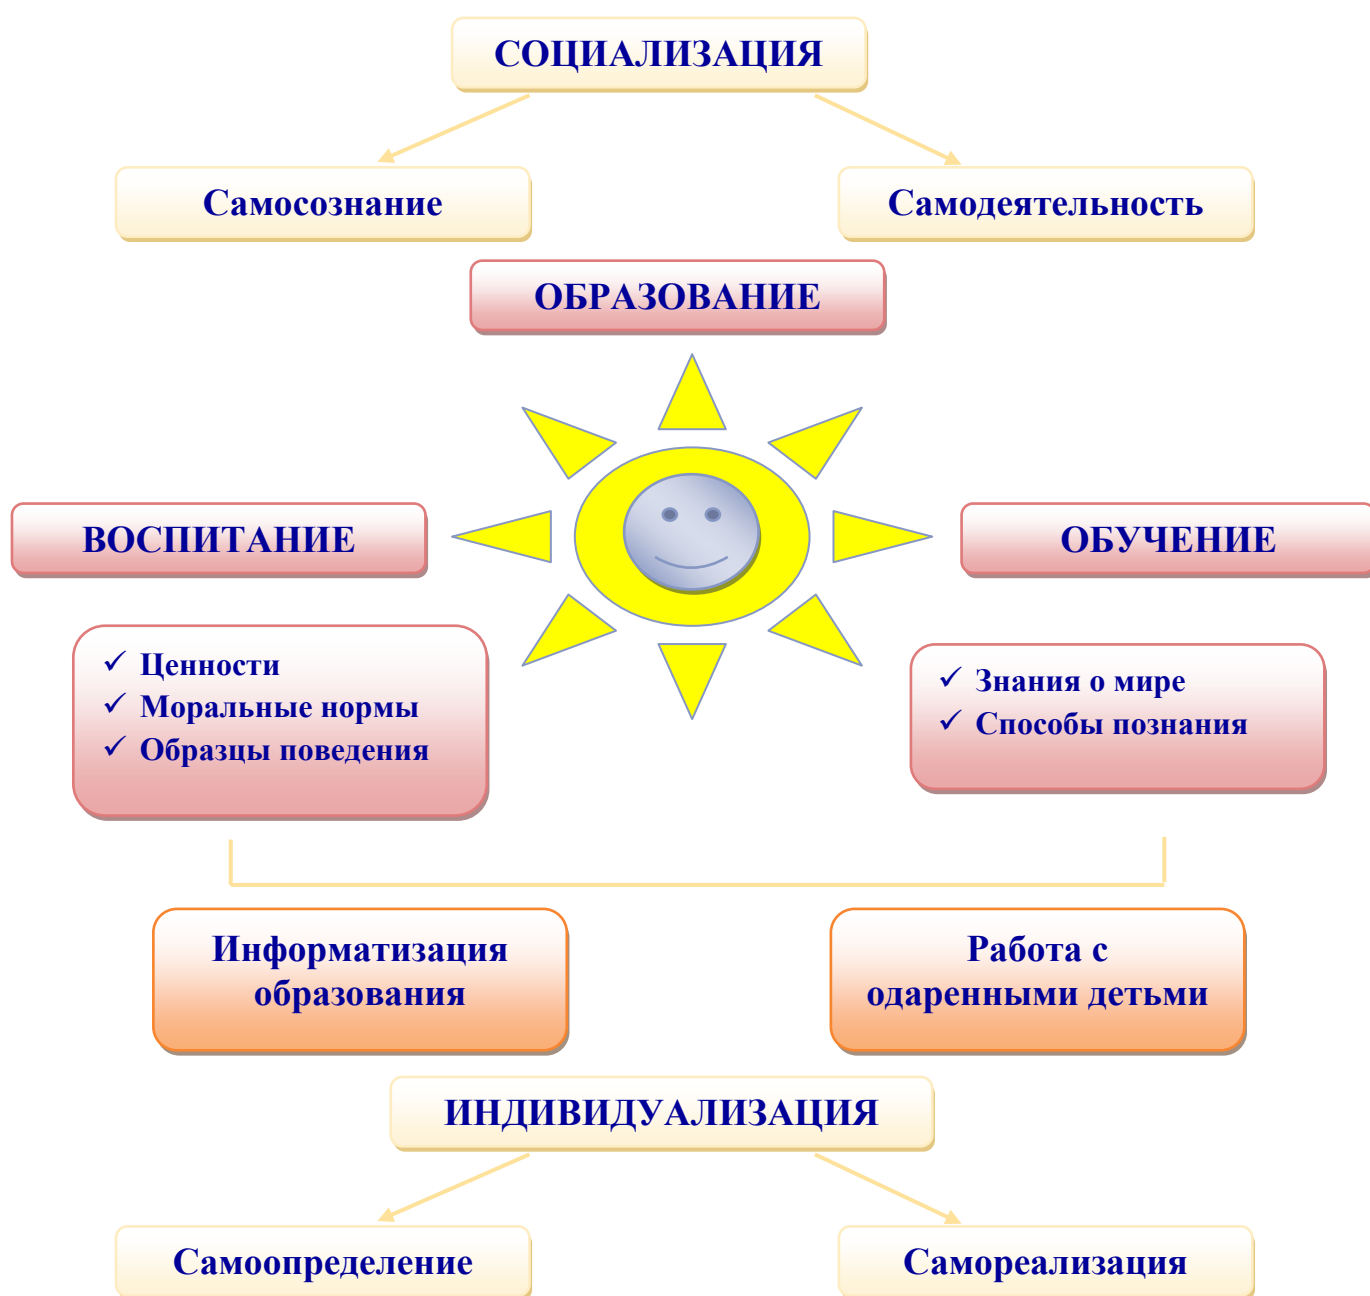 СОЦИАЛИЗАЦИЯ
Самосознание
Самодеятельность
ОБРАЗОВАНИЕ
ВОСПИТАНИЕ
ОБУЧЕНИЕ
✓ Ценности
✓ Моральные нормы
✓ Образцы поведения
✓ Знания о мире
✓ Способы познания
Информатизация
образования
Работа с
одаренными детьми
ИНДИВИДУАЛИЗАЦИЯ
Самоопределение
Самореализация